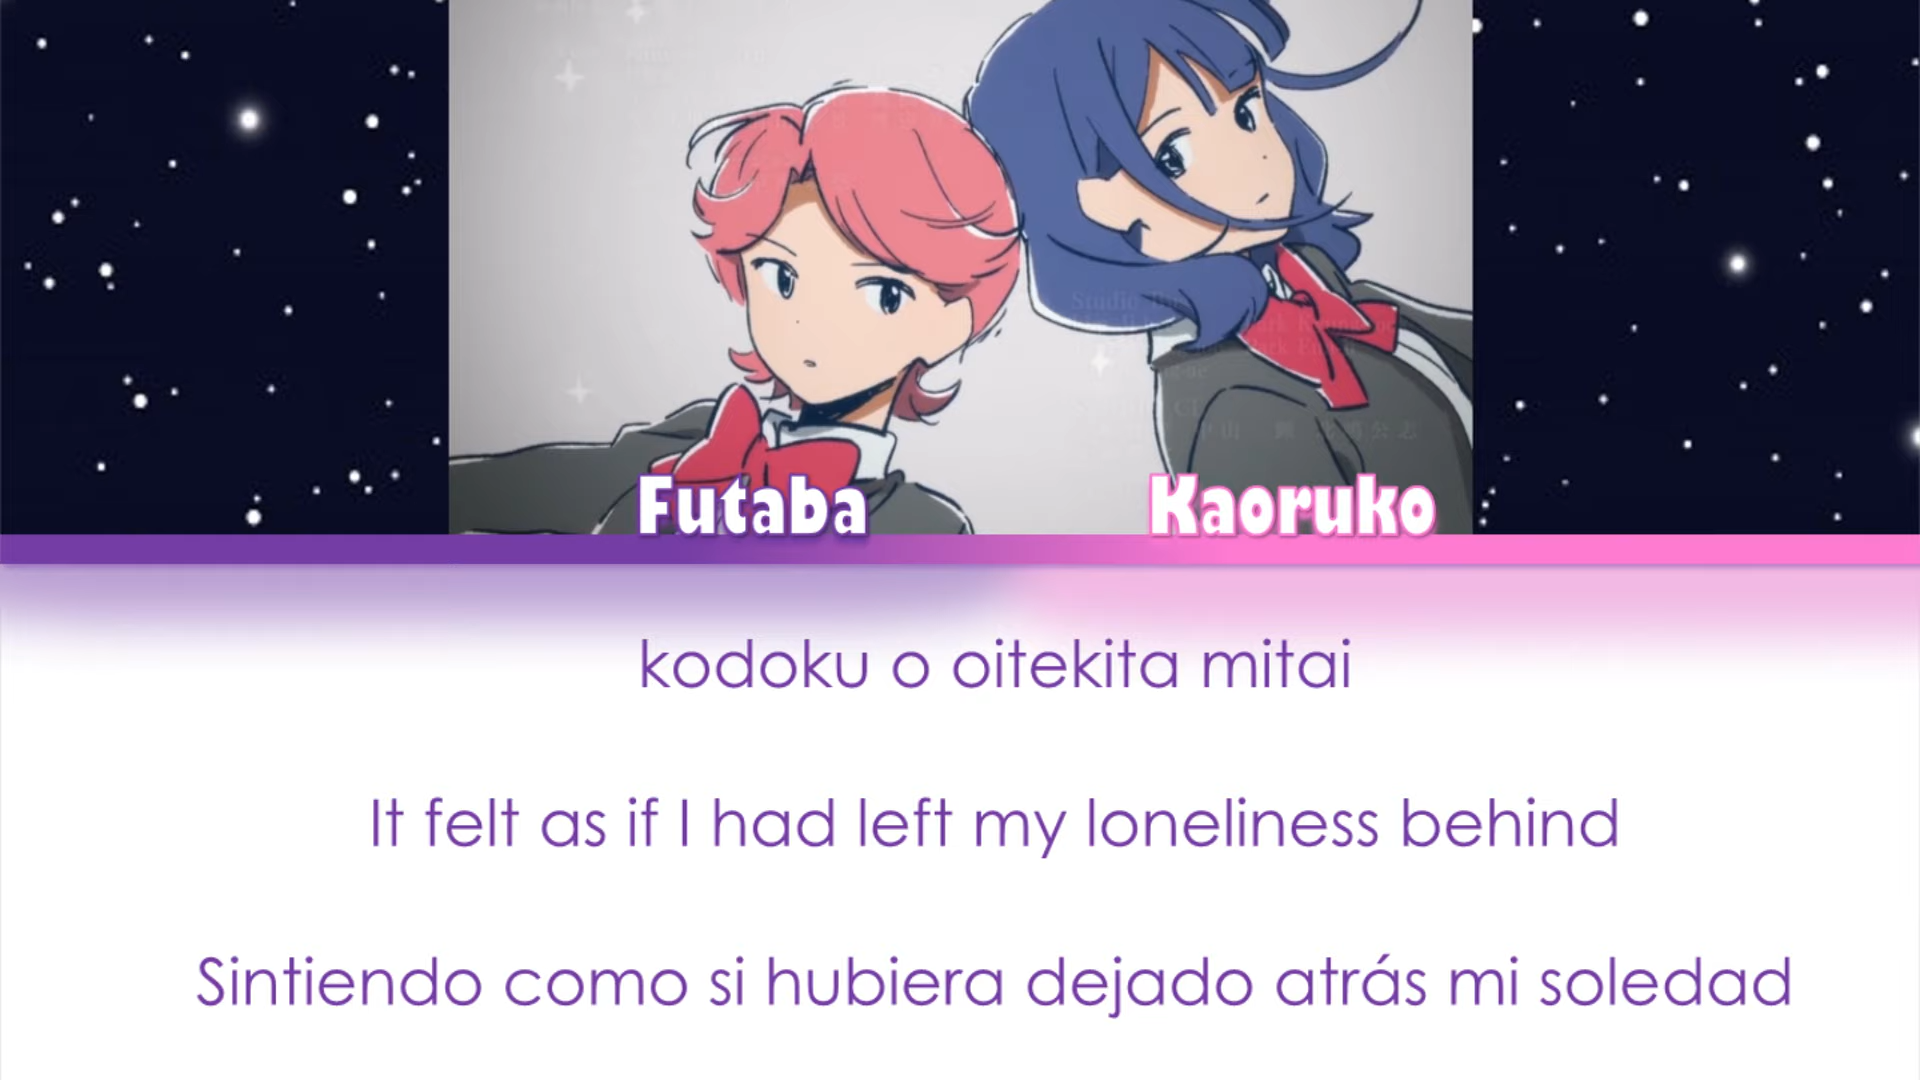 Futaba
Kaoruko
kodoku o oitekita mitai
It felt as if I had left my loneliness behind
Sintiendo como si hubiera dejado atrás mi soledad